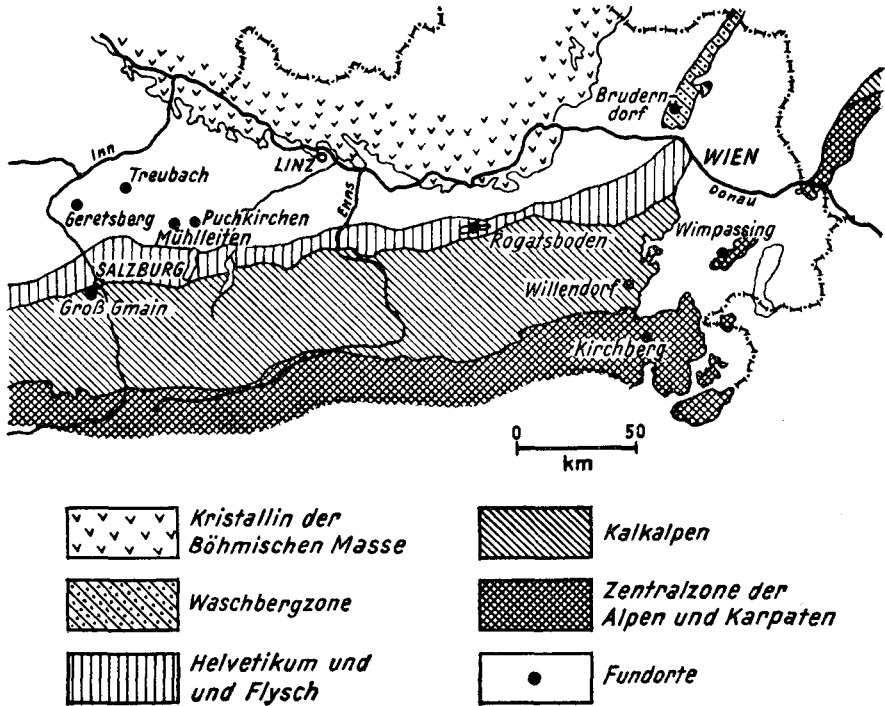 i
Brudern-
dorf
Inn
LINZ
WIEN
Treubach
Enns
Donau
Geretsberg
Puchkirchen
Mühlleiten
Rogatsboden
Wimpassing
SALZBURG
Willendorf
Groß Gmain
Kirchberg
0 50
km
Kristallin der
Böhmischen Masse
Kalkalpen
Waschbergzone
Zentralzone der
Alpen und Karpaten
Helvetikum und
und Flysch
Fundorte